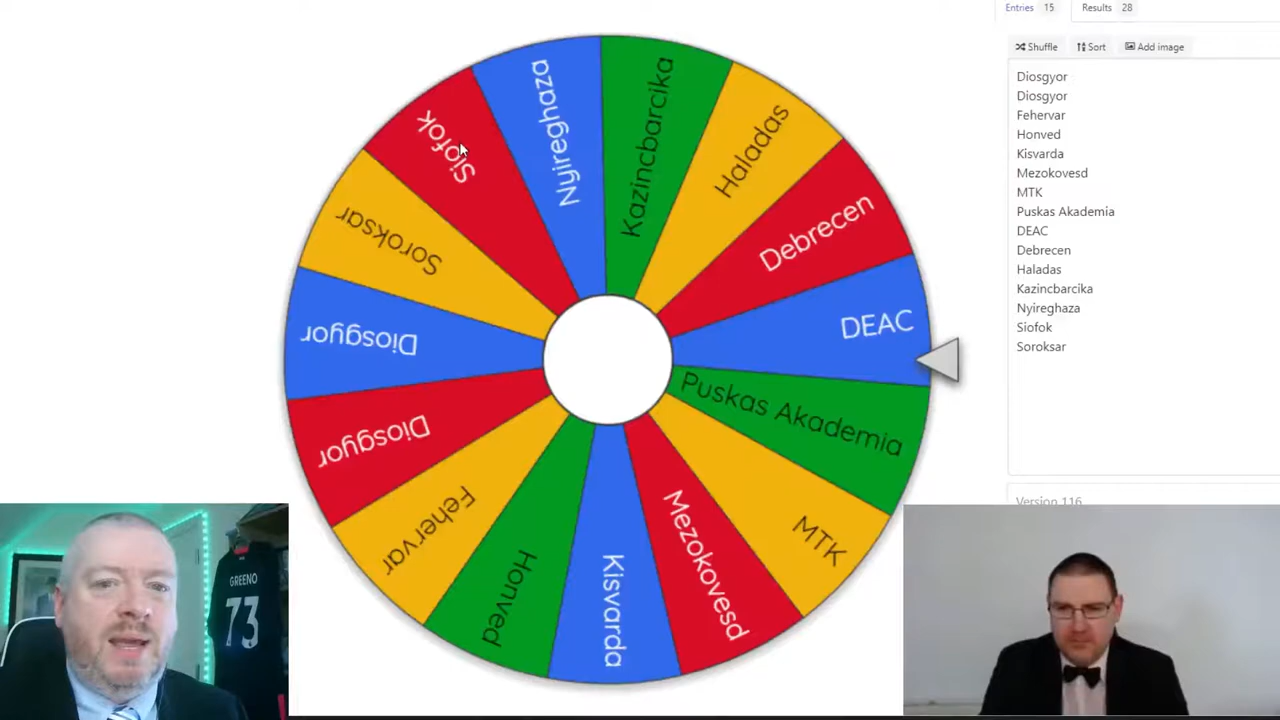 Entries 15 Results 28
Shuffle Sort Add image
Diosgyor
Diosgyor
Fehervar
Honved
Kisvarda
Mezokovesd
MTK
Puskas Akademia
DEAC
Debrecen
Haladas
Kazincbarcika
Nyireghaza
Siofok
Soroksar
Version 116
Nyireghaza
Kazincbarcika
Haladas
Debrecen
DEAC
Puskas Akademia
MTK
Mezokovesd
Kisvarda
Honved
Fehervar
Diosgyor
Diosgyor
Soroksar
Siofok
GREENO
73